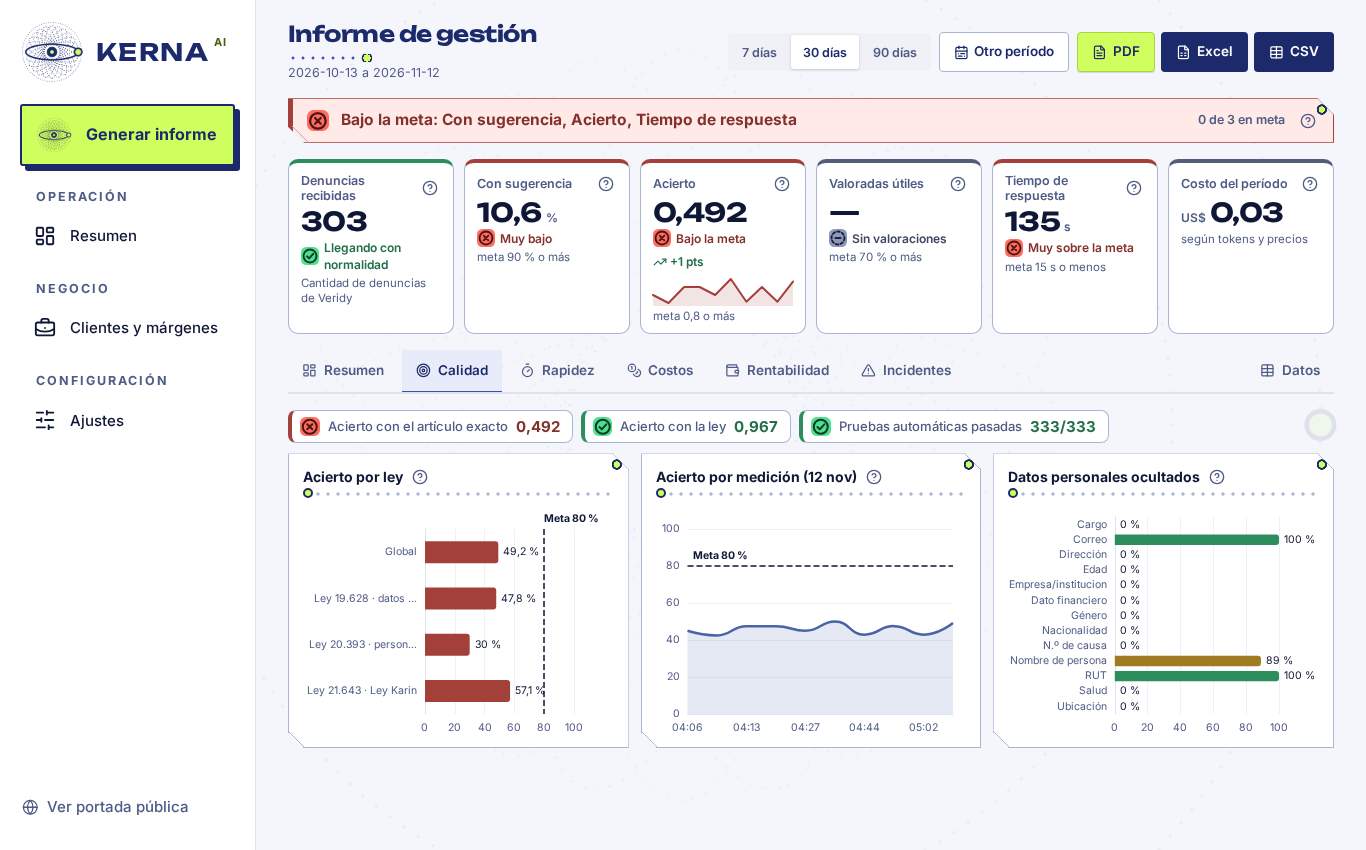 KERNA AI
Generar informe
OPERACIÓN
Resumen
NEGOCIO
Clientes y márgenes
CONFIGURACIÓN
Ajustes
Ver portada pública
Informe de gestión
2026-10-13 a 2026-11-12
7 días
30 días
90 días
Otro período
PDF
Excel
CSV
Bajo la meta: Con sugerencia, Acierto, Tiempo de respuesta
0 de 3 en meta
Denuncias
recibidas
303
Llegando con
normalidad
Cantidad de denuncias
de Veridy
Con sugerencia
10,6 %
Muy bajo
meta 90 % o más
Acierto
0,492
Bajo la meta
+1 pts
meta 0,8 o más
Valoradas útiles
—
Sin valoraciones
meta 70 % o más
Tiempo de
respuesta
135 s
Muy sobre la meta
meta 15 s o menos
Costo del período
US$ 0,03
según tokens y precios
Resumen
Calidad
Rapidez
Costos
Rentabilidad
Incidentes
Datos
Acierto con el artículo exacto 0,492
Acierto con la ley 0,967
Pruebas automáticas pasadas 333/333
Acierto por ley
Meta 80 %
Global 49,2 %
Ley 19.628 · datos ... 47,8 %
Ley 20.393 · person... 30 %
Ley 21.643 · Ley Karin 57,1 %
0 20 40 60 80 100
Acierto por medición (12 nov)
100
Meta 80 %
80
60
40
20
0
04:06 04:13 04:27 04:44 05:02
Datos personales ocultados
Cargo 0 %
Correo 100 %
Dirección 0 %
Edad 0 %
Empresa/institucion 0 %
Dato financiero 0 %
Género 0 %
Nacionalidad 0 %
N.º de causa 0 %
Nombre de persona 89 %
RUT 100 %
Salud 0 %
Ubicación 0 %
0 20 40 60 80 100